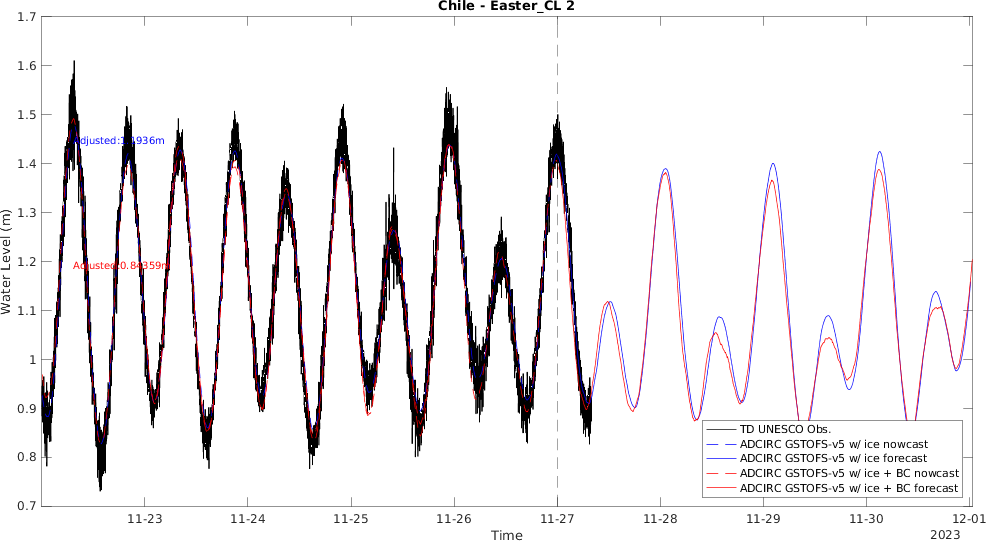 Chile - Easter_CL 2
Water Level (m)
1.7
1.6
1.5
1.4
1.3
1.2
1.1
1
0.9
0.8
0.7
TD UNESCO Obs.
ADCIRC GSTOFS-v5 w/ ice nowcast
ADCIRC GSTOFS-v5 w/ ice forecast
ADCIRC GSTOFS-v5 w/ ice + BC nowcast
ADCIRC GSTOFS-v5 w/ ice + BC forecast
11-23
11-24
11-25
11-26
11-27
11-28
11-29
11-30
12-01
Time
2023